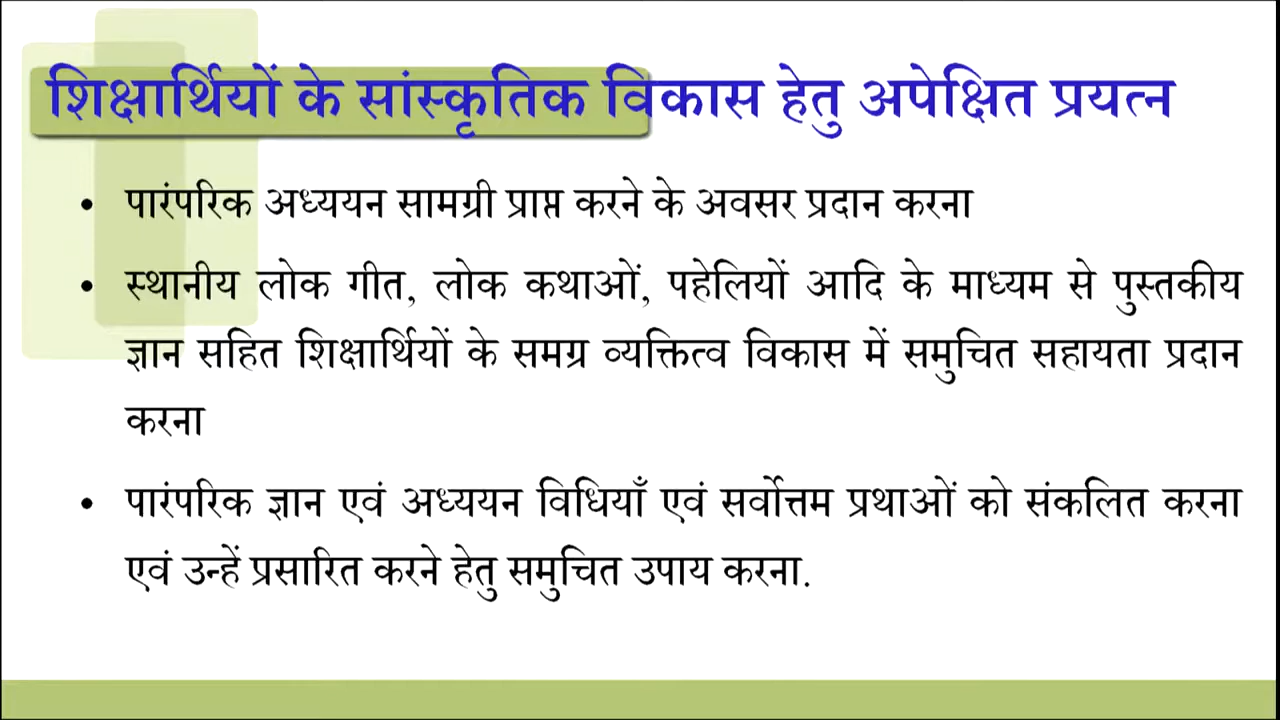 शिक्षार्थियों के सांस्कृतिक विकास हेतु अपेक्षित प्रयत्न
• पारंपरिक अध्ययन सामग्री प्राप्त करने के अवसर प्रदान करना
• स्थानीय लोक गीत, लोक कथाओं, पहेलियों आदि के माध्यम से पुस्तकीय
ज्ञान सहित शिक्षार्थियों के समग्र व्यक्तित्व विकास में समुचित सहायता प्रदान
करना
• पारंपरिक ज्ञान एवं अध्ययन विधियाँ एवं सर्वोत्तम प्रथाओं को संकलित करना
एवं उन्हें प्रसारित करने हेतु समुचित उपाय करना.